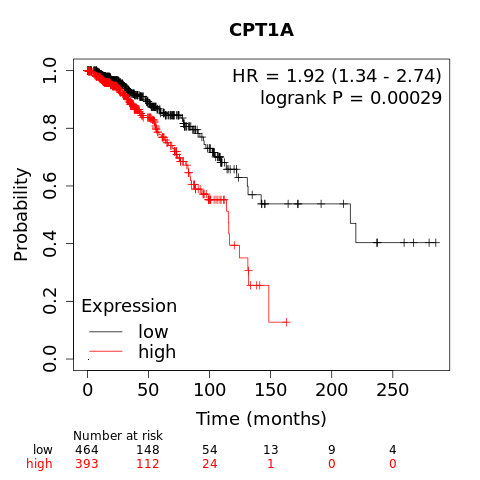 CPT1A
HR = 1.92 (1.34 - 2.74)
logrank P = 0.00029
Probability
1.0
0.8
0.6
0.4
0.2
0.0
Expression
low
high
0 50 100 150 200 250
Time (months)
Number at risk
low 464 148 54 13 9 4
high 393 112 24 1 0 0